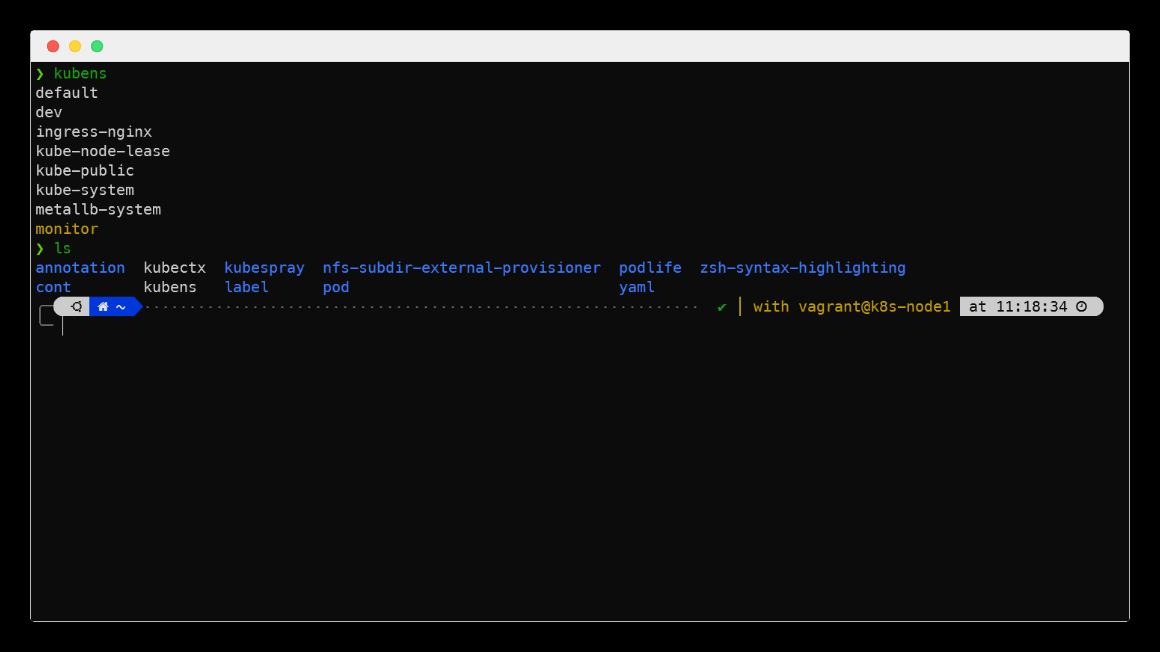 ❯ kubens
default
dev
ingress-nginx
kube-node-lease
kube-public
kube-system
metallb-system
monitor
❯ ls
annotation kubectx kubespray nfs-subdir-external-provisioner podlife zsh-syntax-highlighting
cont kubens label pod yaml
~ ✔ with vagrant@k8s-node1 at 11:18:34